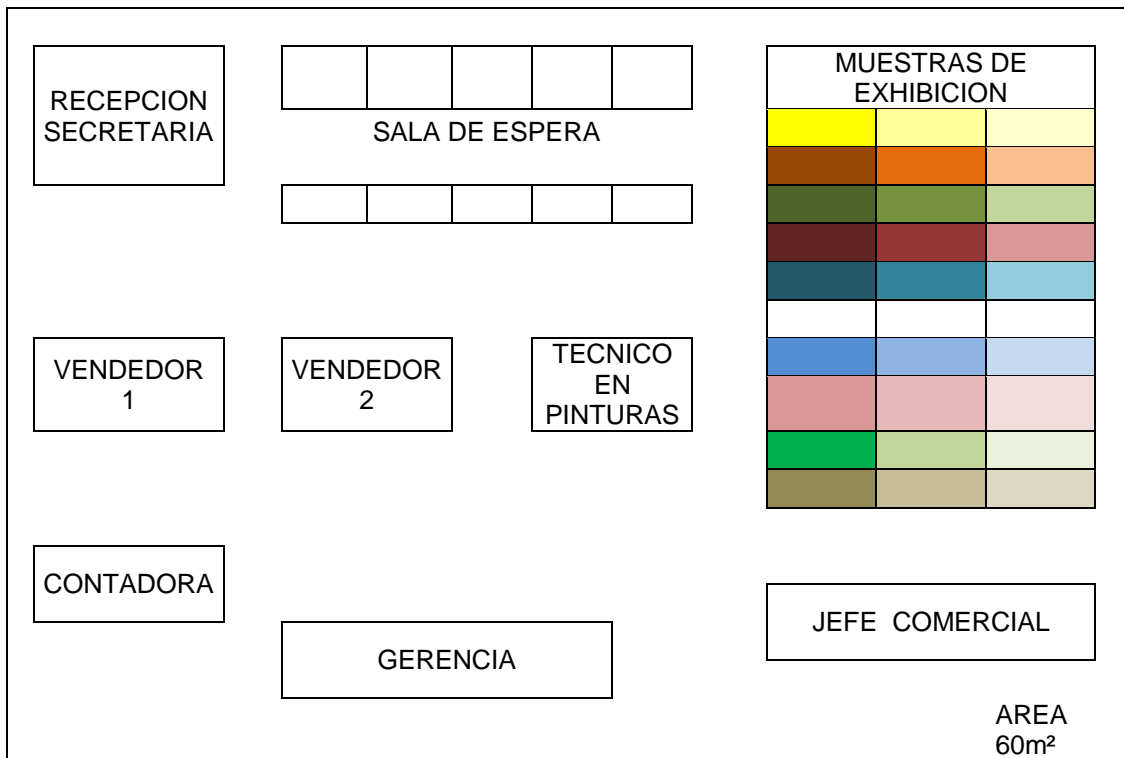 RECEPCION
SECRETARIA
SALA DE ESPERA
MUESTRAS DE
EXHIBICION
VENDEDOR
1
VENDEDOR
2
TECNICO
EN
PINTURAS
CONTADORA
GERENCIA
JEFE COMERCIAL
AREA
60m²